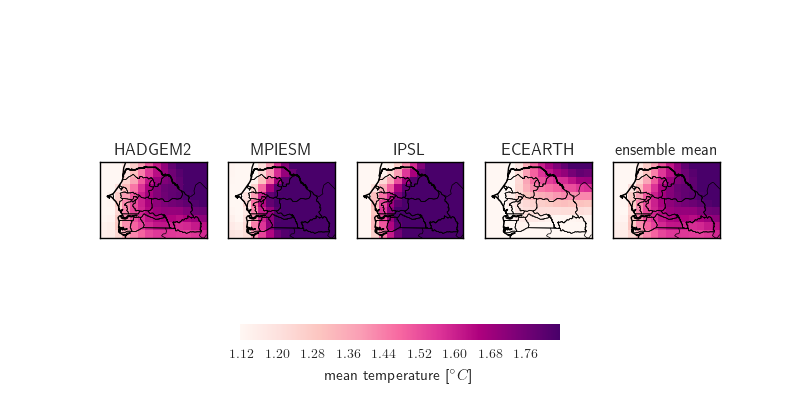 HADGEM2 MPIESM IPSL ECEARTH ensemble mean
1.12 1.20 1.28 1.36 1.44 1.52 1.60 1.68 1.76
mean temperature [°C]